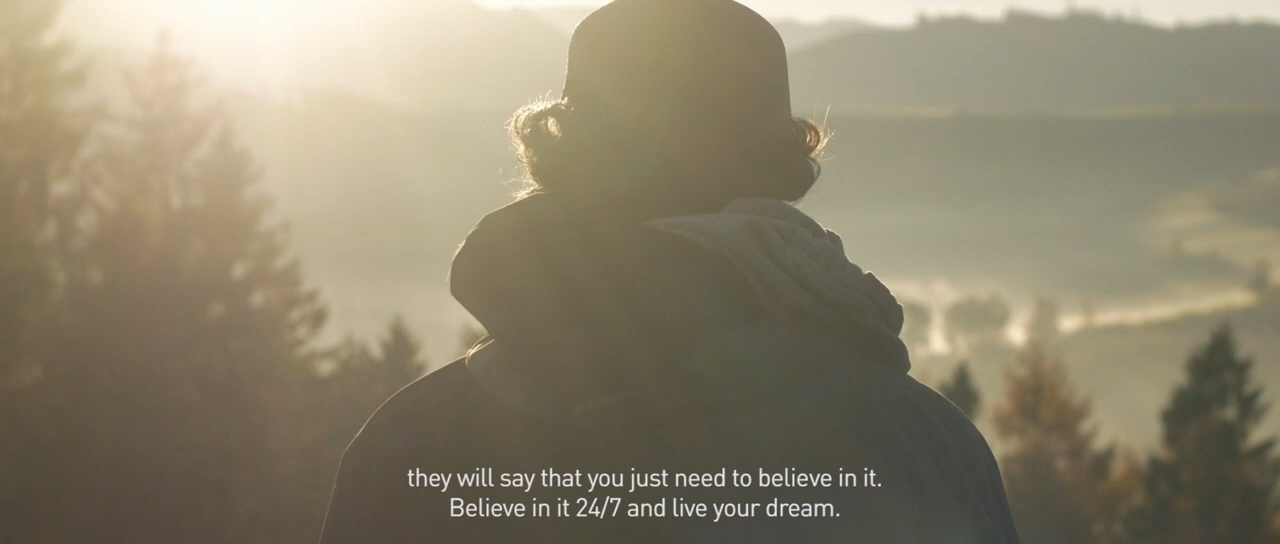 they will say that you just need to believe in it.
Believe in it 24/7 and live your dream.